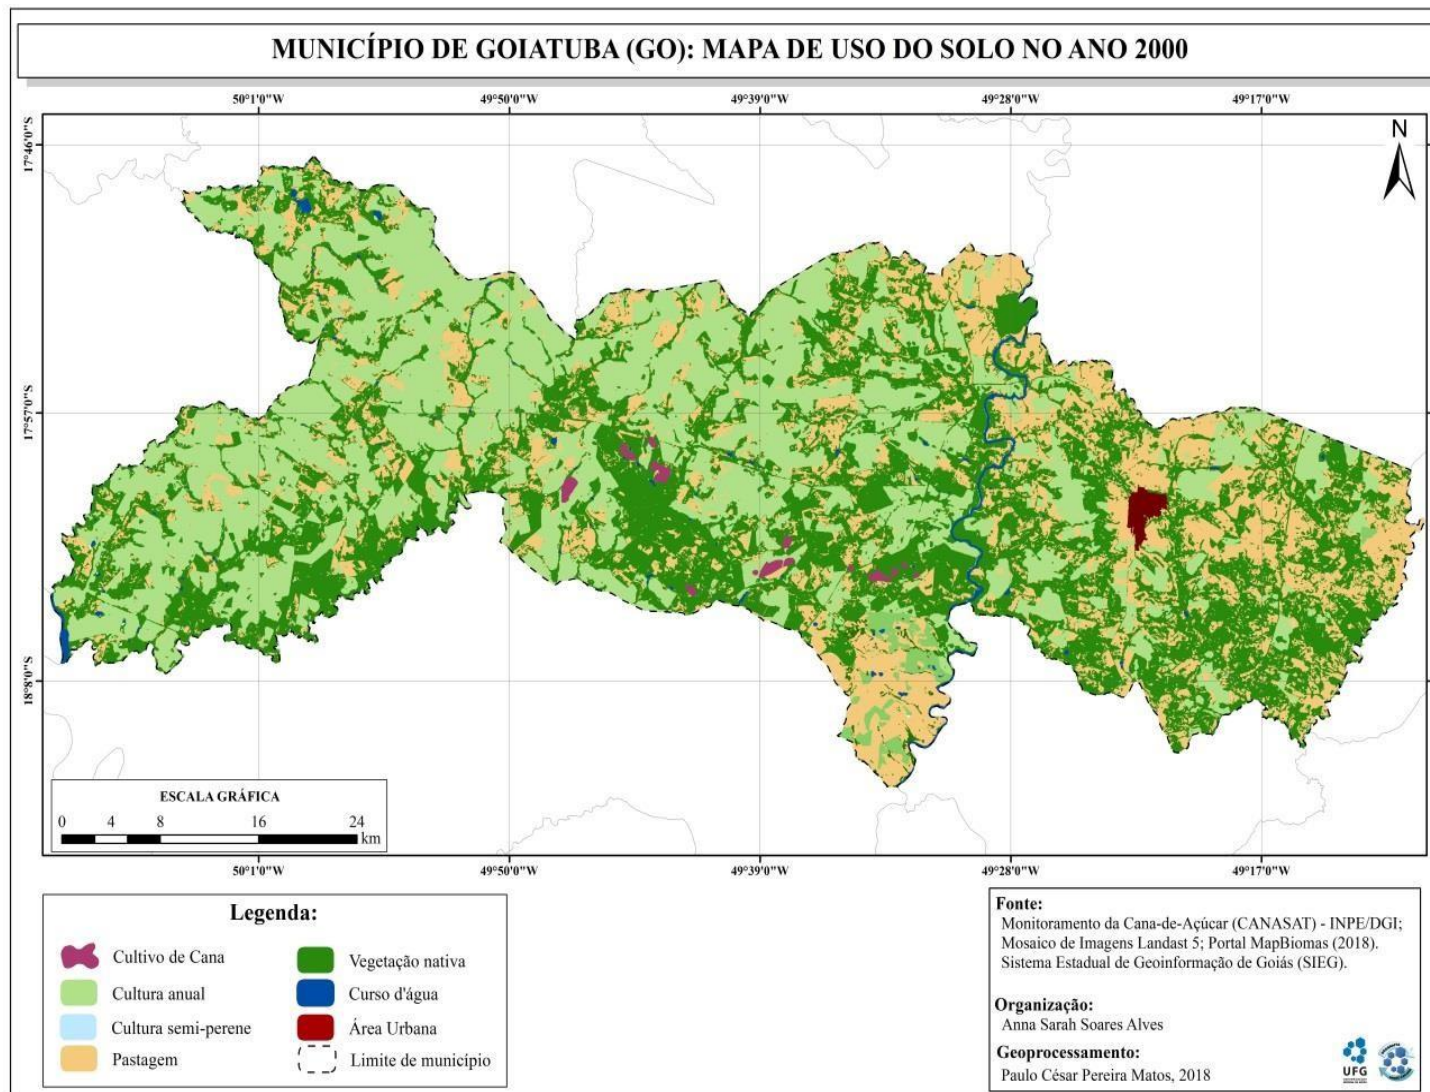 MUNICÍPIO DE GOIATUBA (GO): MAPA DE USO DO SOLO NO ANO 2000
50°1'0"W 49°50'0"W 49°39'0"W 49°28'0"W 49°17'0"W
17°46'0"S
N
17°57'0"S
18°8'0"S
ESCALA GRÁFICA
0 4 8 16 24
km
50°1'0"W 49°50'0"W 49°39'0"W 49°28'0"W 49°17'0"W
Legenda:
Cultivo de Cana
Cultura anual
Cultura semi-perene
Pastagem
Vegetação nativa
Curso d'água
Área Urbana
Limite de município
Fonte:
Monitoramento da Cana-de-Açúcar (CANASAT) - INPE/DGI;
Mosaico de Imagens Landast 5; Portal MapBiomas (2018).
Sistema Estadual de Geoinformação de Goiás (SIEG).
Organização:
Anna Sarah Soares Alves
Geoprocessamento:
Paulo César Pereira Matos, 2018
UFG